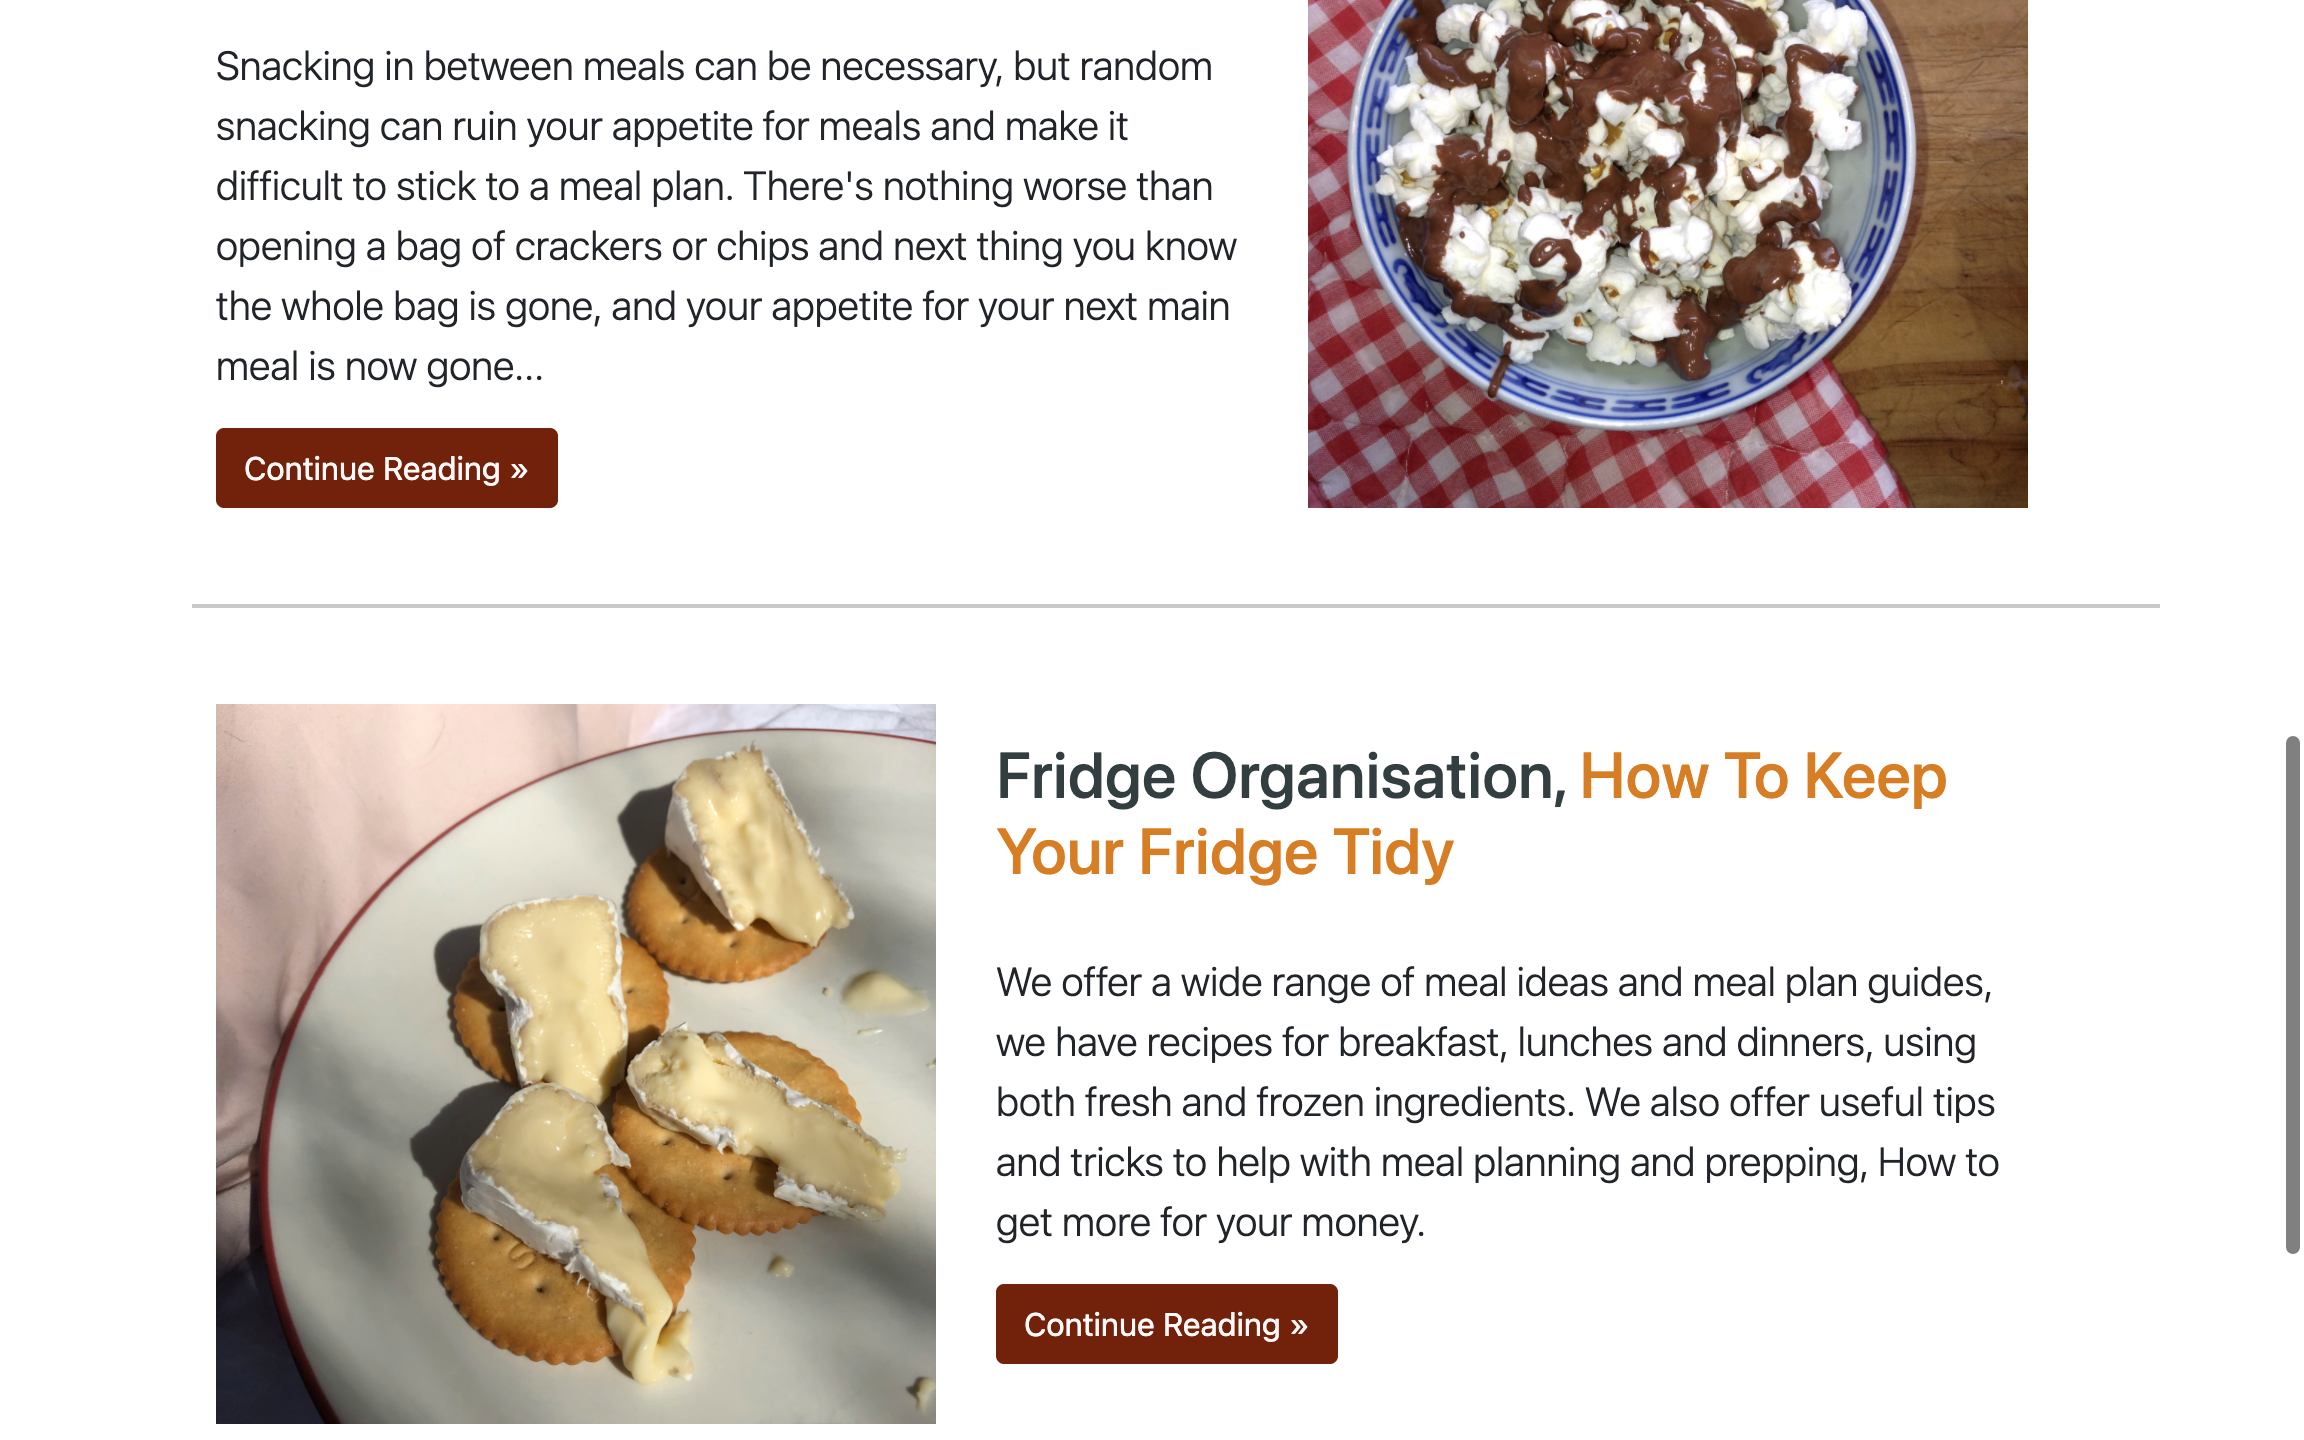 Snacking in between meals can be necessary, but random
snacking can ruin your appetite for meals and make it
difficult to stick to a meal plan. There's nothing worse than
opening a bag of crackers or chips and next thing you know
the whole bag is gone, and your appetite for your next main
meal is now gone...
Continue Reading »
Fridge Organisation, How To Keep
Your Fridge Tidy
We offer a wide range of meal ideas and meal plan guides,
we have recipes for breakfast, lunches and dinners, using
both fresh and frozen ingredients. We also offer useful tips
and tricks to help with meal planning and prepping, How to
get more for your money.
Continue Reading »